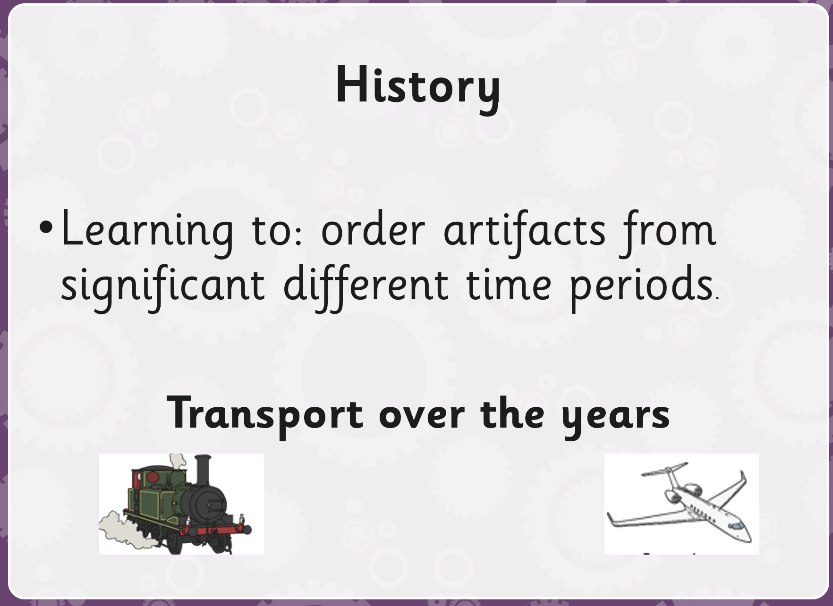 History
•Learning to: order artifacts from
significant different time periods.
Transport over the years